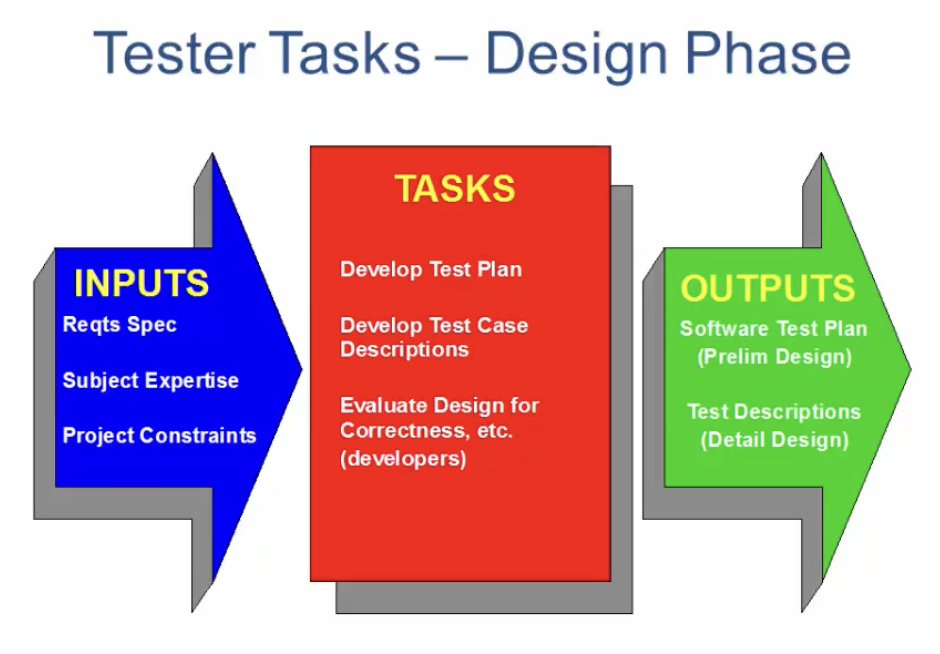 Tester Tasks – Design Phase
INPUTS
Reqts Spec
Subject Expertise
Project Constraints
TASKS
Develop Test Plan
Develop Test Case
Descriptions
Evaluate Design for
Correctness, etc.
(developers)
OUTPUTS
Software Test Plan
(Prelim Design)
Test Descriptions
(Detail Design)